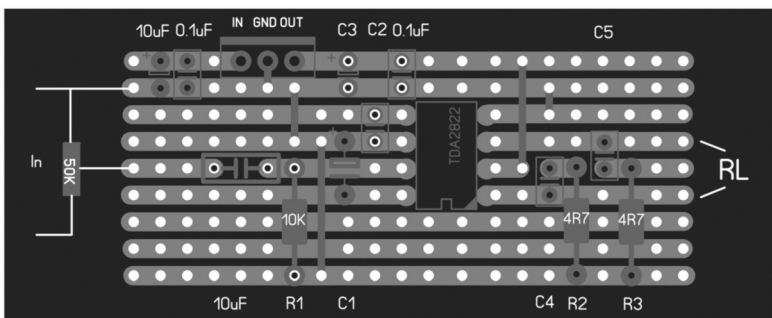 10uF 0.1uF IN GND OUT C3 C2 0.1uF C5
+ + +
TDA2822
In
50K
RL
10K 4R7 4R7
10uF R1 C1 C4 R2 R3